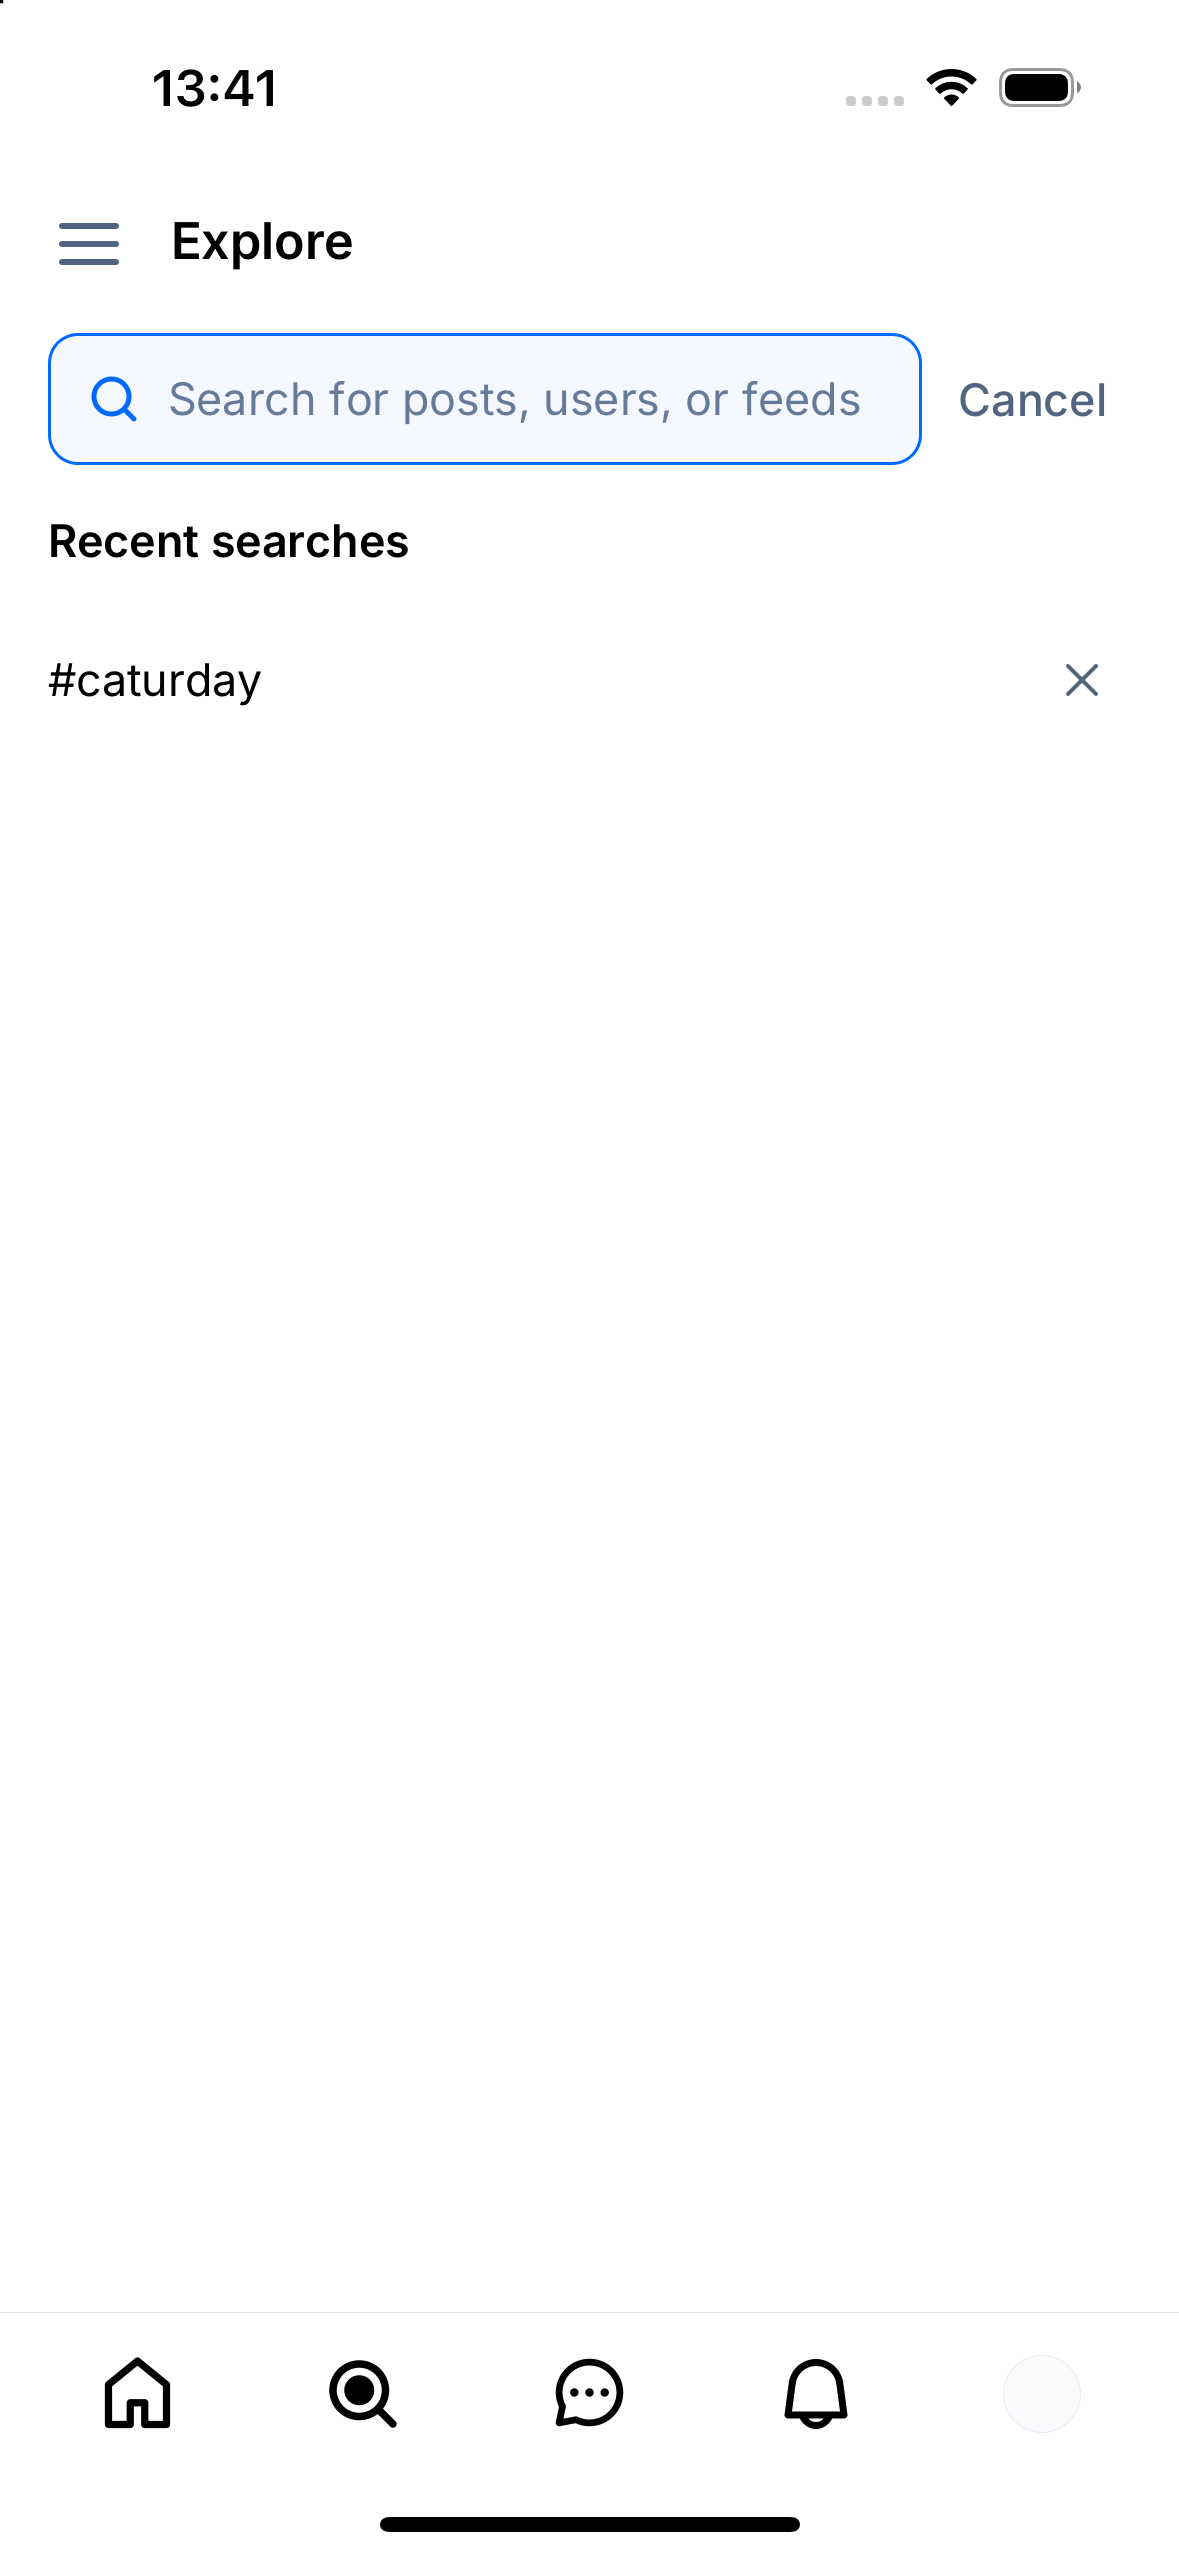 13:41
Explore
Search for posts, users, or feeds
Cancel
Recent searches
#caturday